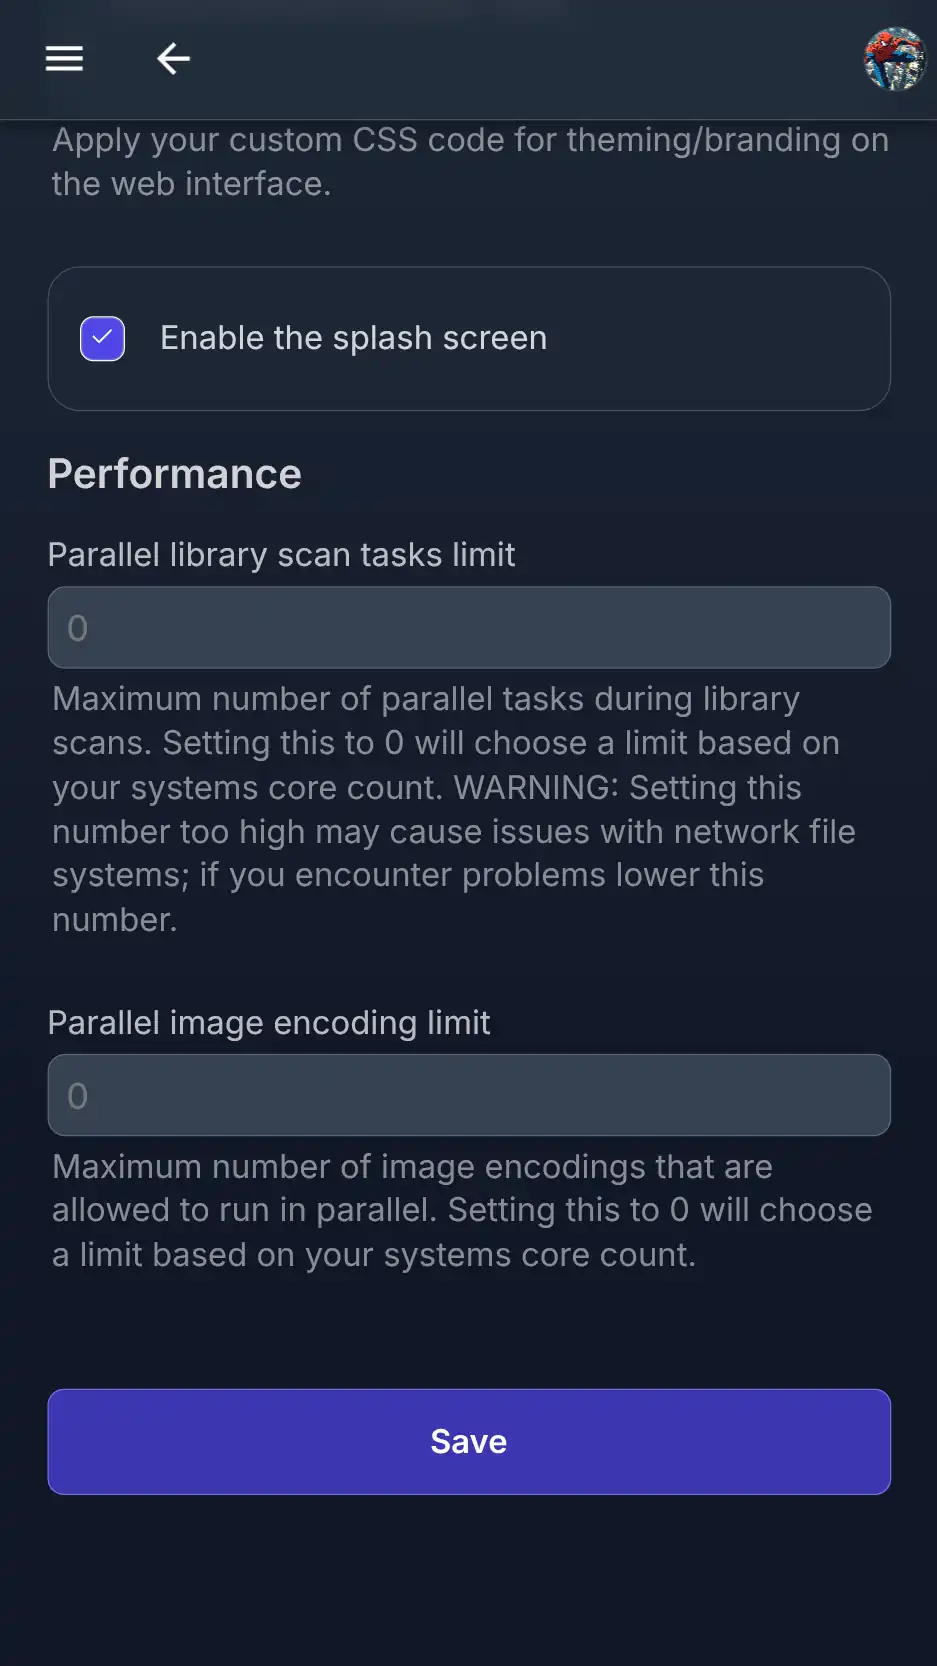 Apply your custom CSS code for theming/branding on
the web interface.
Enable the splash screen
Performance
Parallel library scan tasks limit
0
Maximum number of parallel tasks during library
scans. Setting this to 0 will choose a limit based on
your systems core count. WARNING: Setting this
number too high may cause issues with network file
systems; if you encounter problems lower this
number.
Parallel image encoding limit
0
Maximum number of image encodings that are
allowed to run in parallel. Setting this to 0 will choose
a limit based on your systems core count.
Save